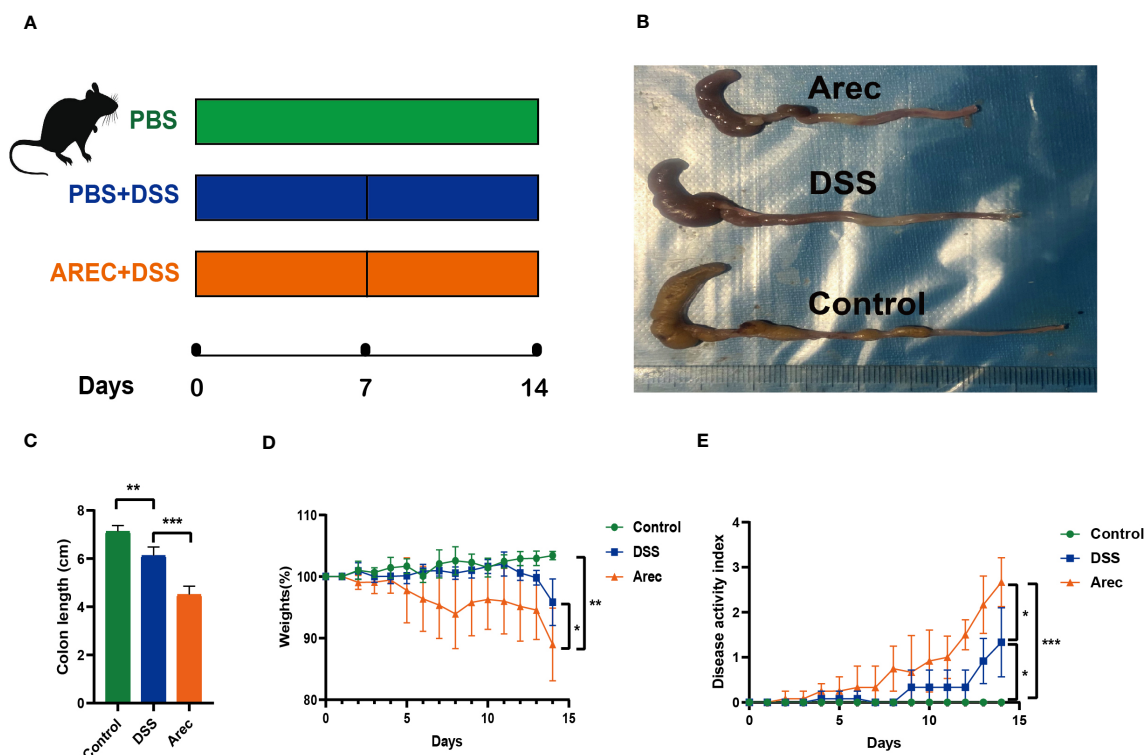 A
PBS
PBS+DSS
AREC+DSS
Days
0
7
14
B
Arec
DSS
Control
C
Colon length (cm)
8
6
4
2
0
**
***
Control
DSS
Arec
D
Weights(%)
110
100
90
80
0
5
10
15
Days
Control
DSS
Arec
*
**
E
Disease activity index
4
3
2
1
0
0
5
10
15
Days
Control
DSS
Arec
*
*
***